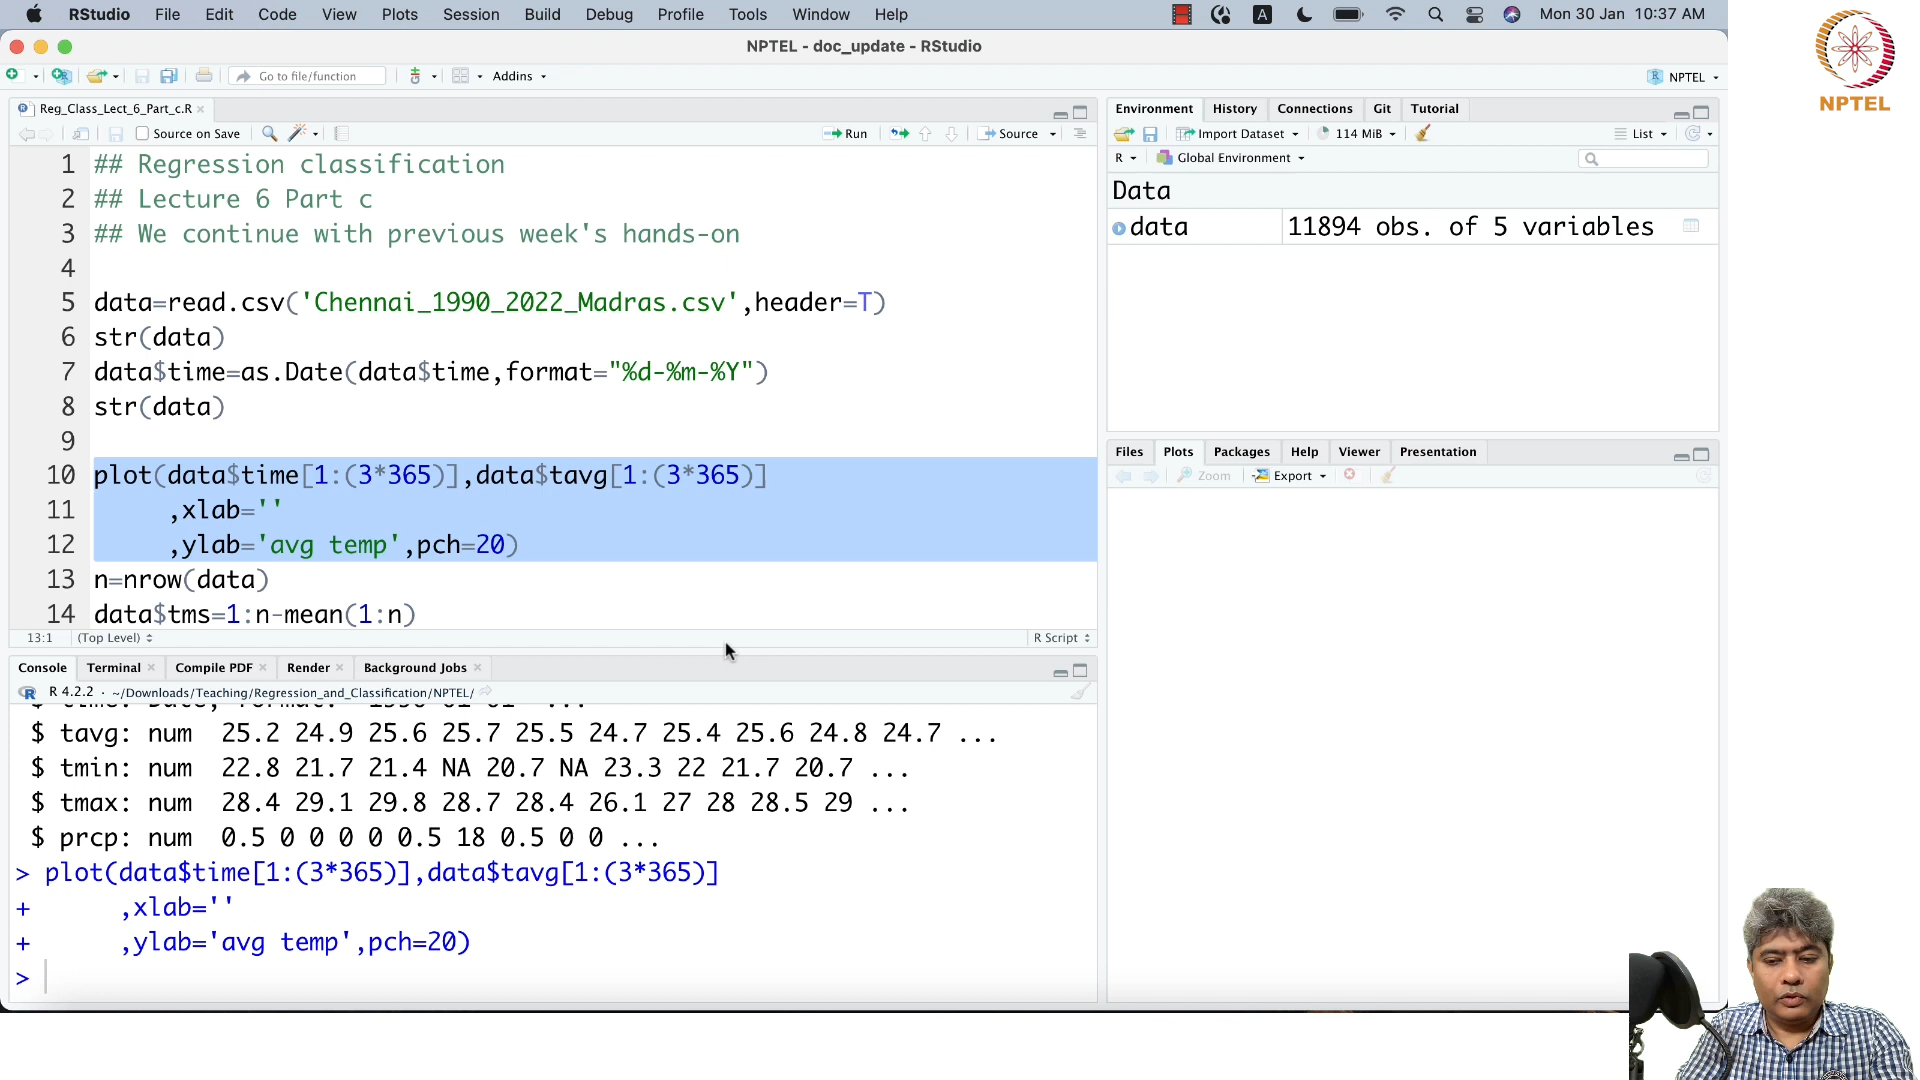 RStudio File Edit Code View Plots Session Build Debug Profile Tools Window Help A Mon 30 Jan 10:37 AM
NPTEL - doc_update - RStudio
NPTEL
Go to file/function Addins NPTEL
Reg_Class_Lect_6_Part_c.R
Source on Save Run Source
1 ## Regression classification
2 ## Lecture 6 Part c
3 ## We continue with previous week's hands-on
4
5 data=read.csv('Chennai_1990_2022_Madras.csv',header=T)
6 str(data)
7 data$time=as.Date(data$time,format="%d-%m-%Y")
8 str(data)
9
10 plot(data$time[1:(3*365)],data$tavg[1:(3*365)]
11 ,xlab=''
12 ,ylab='avg temp',pch=20)
13 n=nrow(data)
14 data$tms=1:n-mean(1:n)
13:1 (Top Level) R Script
Environment History Connections Git Tutorial
Import Dataset 114 MiB List
R Global Environment
Data
data 11894 obs. of 5 variables
Files Plots Packages Help Viewer Presentation
Zoom Export
Console Terminal Compile PDF Render Background Jobs
R 4.2.2 · ~/Downloads/Teaching/Regression_and_Classification/NPTEL/
$ tavg: num 25.2 24.9 25.6 25.7 25.5 24.7 25.4 25.6 24.8 24.7 ...
$ tmin: num 22.8 21.7 21.4 NA 20.7 NA 23.3 22 21.7 20.7 ...
$ tmax: num 28.4 29.1 29.8 28.7 28.4 26.1 27 28 28.5 29 ...
$ prcp: num 0.5 0 0 0 0 0.5 18 0.5 0 0 ...
> plot(data$time[1:(3*365)],data$tavg[1:(3*365)]
+ ,xlab=''
+ ,ylab='avg temp',pch=20)
>